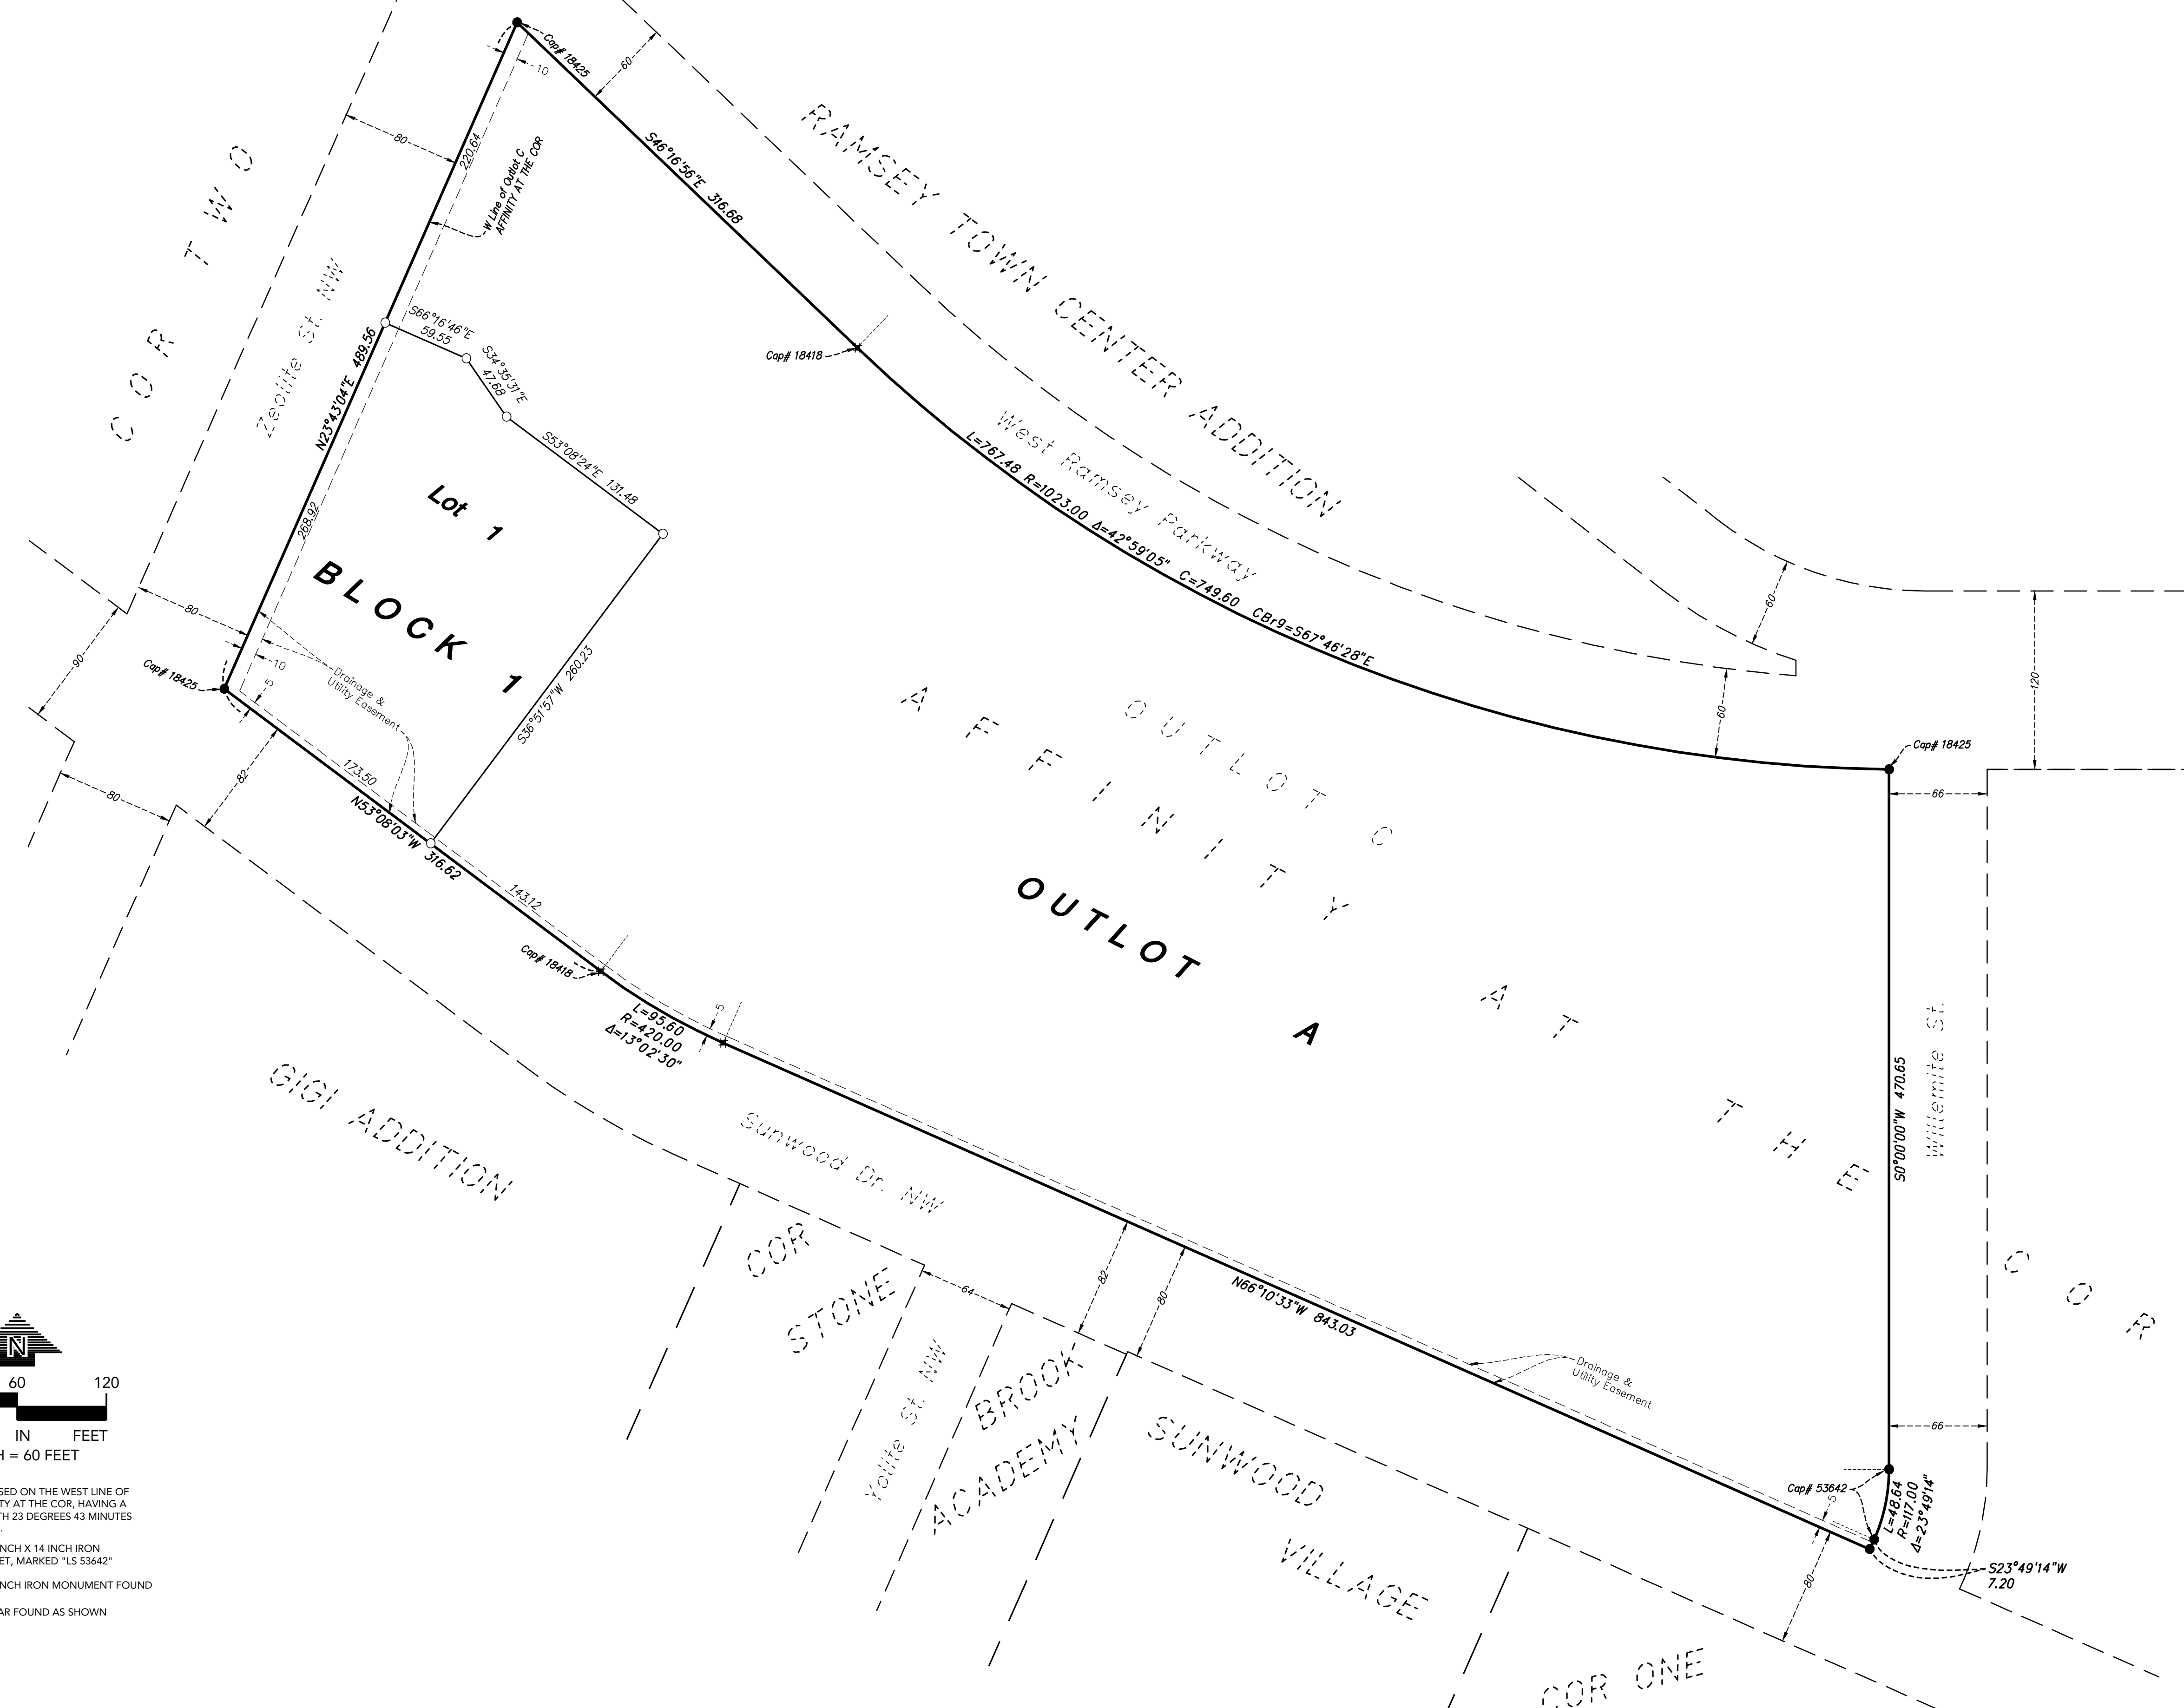 Cap# 18425
60
10
80
220.64
W Line of Outlot C
AFFINITY AT THE COR
S46°16'56"E 316.68
RAMSEY TOWN CENTER ADDITION
COR TWO
Zeolite St. NW
N23°43'04"E 489.56
S66°16'46"E
59.55
S34°35'31"E
47.68
Cap# 18418
S53°08'24"E 131.48
West Ramsey Parkway
L=767.48 R=1023.00 Δ=42°59'05" C=749.60 CBr9=S67°46'28"E
Lot 1
268.92
BLOCK 1
80
60
60
120
90
Cap# 18425
10
5
Drainage &
Utility Easement
S36°51'57"W 260.23
82
80
173.50
N53°08'03"W 316.62
143.12
OUTLOT C
AFFINITY AT THE COR
OUTLOT A
Cap# 18425
66
Cap# 18418
5
L=95.60
R=420.00
Δ=13°02'30"
GIGI ADDITION
Sunwood Dr. NW
S0°00'00"W 470.65
Willemite St.
COR
STONE
64
82
80
N66°10'33"W 843.03
BROOK
ACADEMY
Yolite St. NW
SUNWOOD
VILLAGE
Drainage &
Utility Easement
66
Cap# 53642
5
L=48.64
R=117.00
Δ=23°49'14"
S23°49'14"W
7.20
80
COR ONE
N
60 120
IN FEET
H = 60 FEET
SED ON THE WEST LINE OF
TY AT THE COR, HAVING A
TH 23 DEGREES 43 MINUTES
.
NCH X 14 INCH IRON
ET, MARKED "LS 53642"
NCH IRON MONUMENT FOUND
AR FOUND AS SHOWN